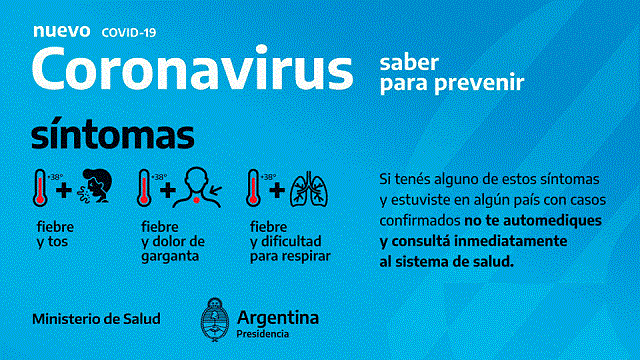 nuevo COVID-19
Coronavirus
saber
para prevenir
síntomas
+38°
+38°
+38°
fiebre
y tos
fiebre
y dolor de
garganta
fiebre
y dificultad
para respirar
Si tenés alguno de estos síntomas
y estuviste en algún país con casos
confirmados no te automediques
y consultá inmediatamente
al sistema de salud.
Ministerio de Salud
Argentina
Presidencia